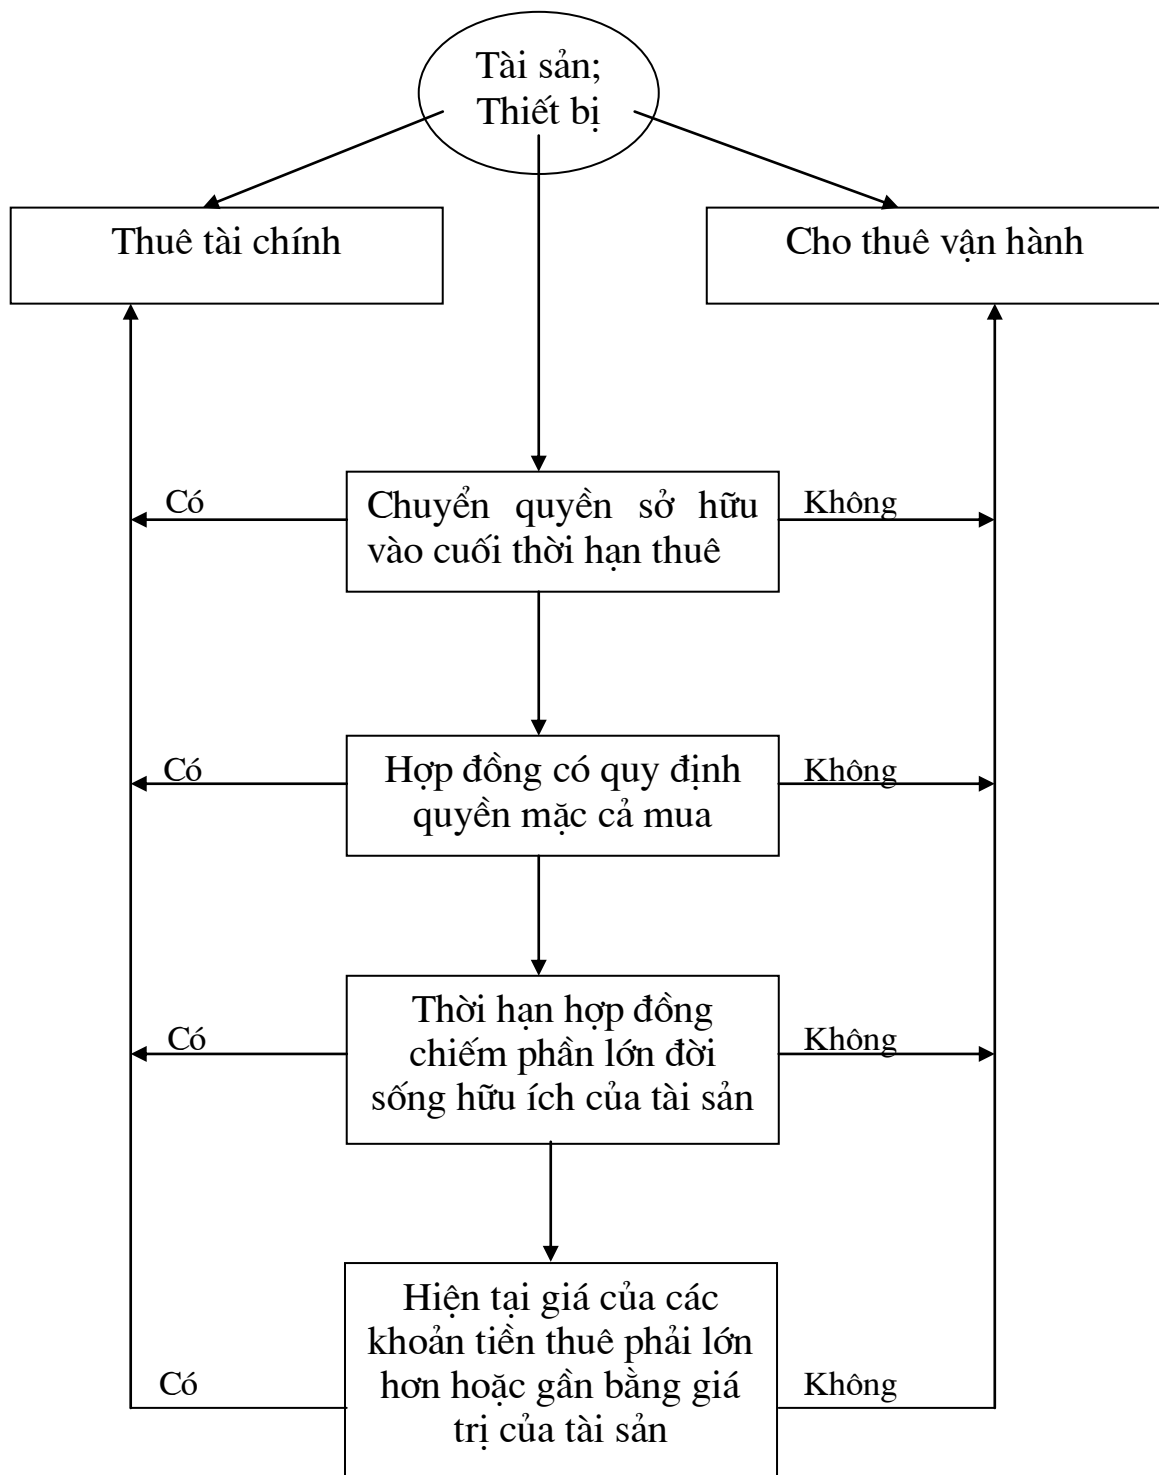 Tài sản;
Thiết bị
Thuê tài chính
Cho thuê vận hành
Có
Chuyển quyền sở hữu
vào cuối thời hạn thuê
Không
Có
Hợp đồng có quy định
quyền mặc cả mua
Không
Có
Thời hạn hợp đồng
chiếm phần lớn đời
sống hữu ích của tài sản
Không
Có
Hiện tại giá của các
khoản tiền thuê phải lớn
hơn hoặc gần bằng giá
trị của tài sản
Không